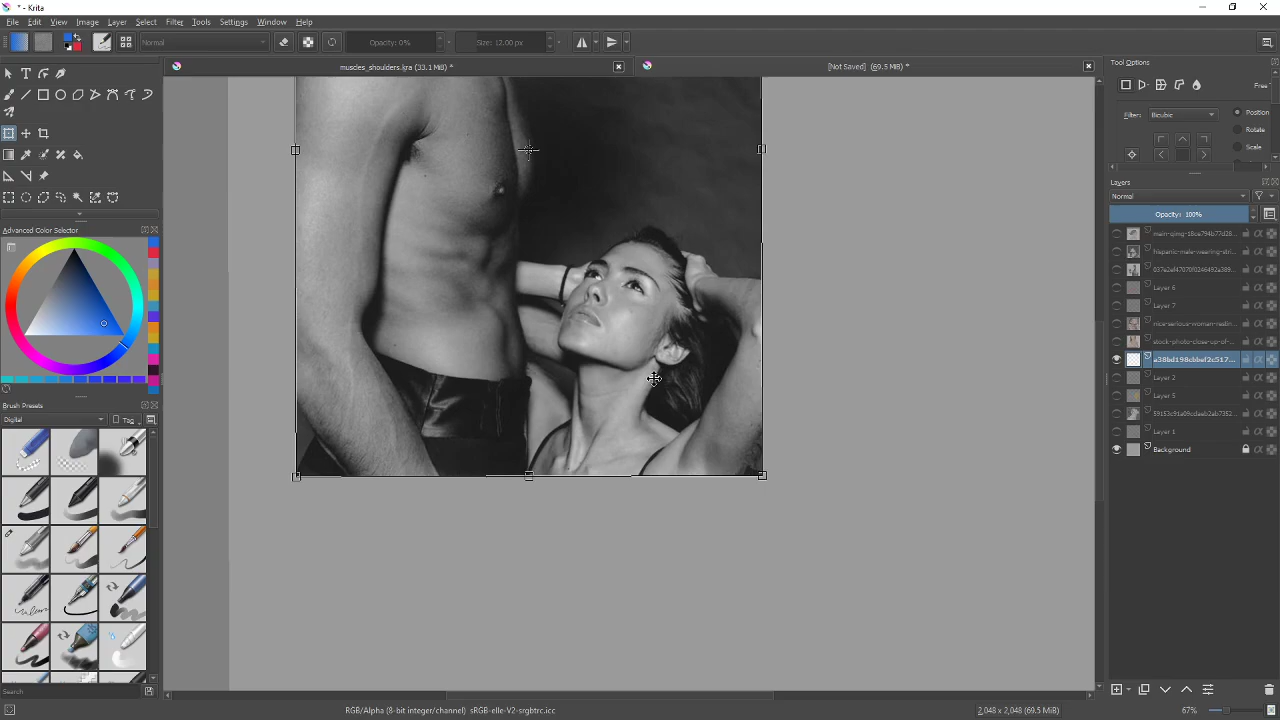 * - Krita
File Edit View Image Layer Select Filter Tools Settings Window Help
Normal Opacity: 0% Size: 12.00 px
muscles_shoulders.kra (33.1 MiB) * [Not Saved] (69.5 MiB) *
Tool Options
Free
Filter: Bicubic Position
Rotate
Scale
Layers
Normal
Opacity: 100%
Layer 6
Layer 7
Layer 2
Layer 5
Layer 1
Background
Advanced Color Selector
Brush Presets
Digital Tag
Search
RGB/Alpha (8-bit integer/channel) sRGB-elle-V2-srgbtrc.icc 2,048 x 2,048 (69.5 MiB) 67%